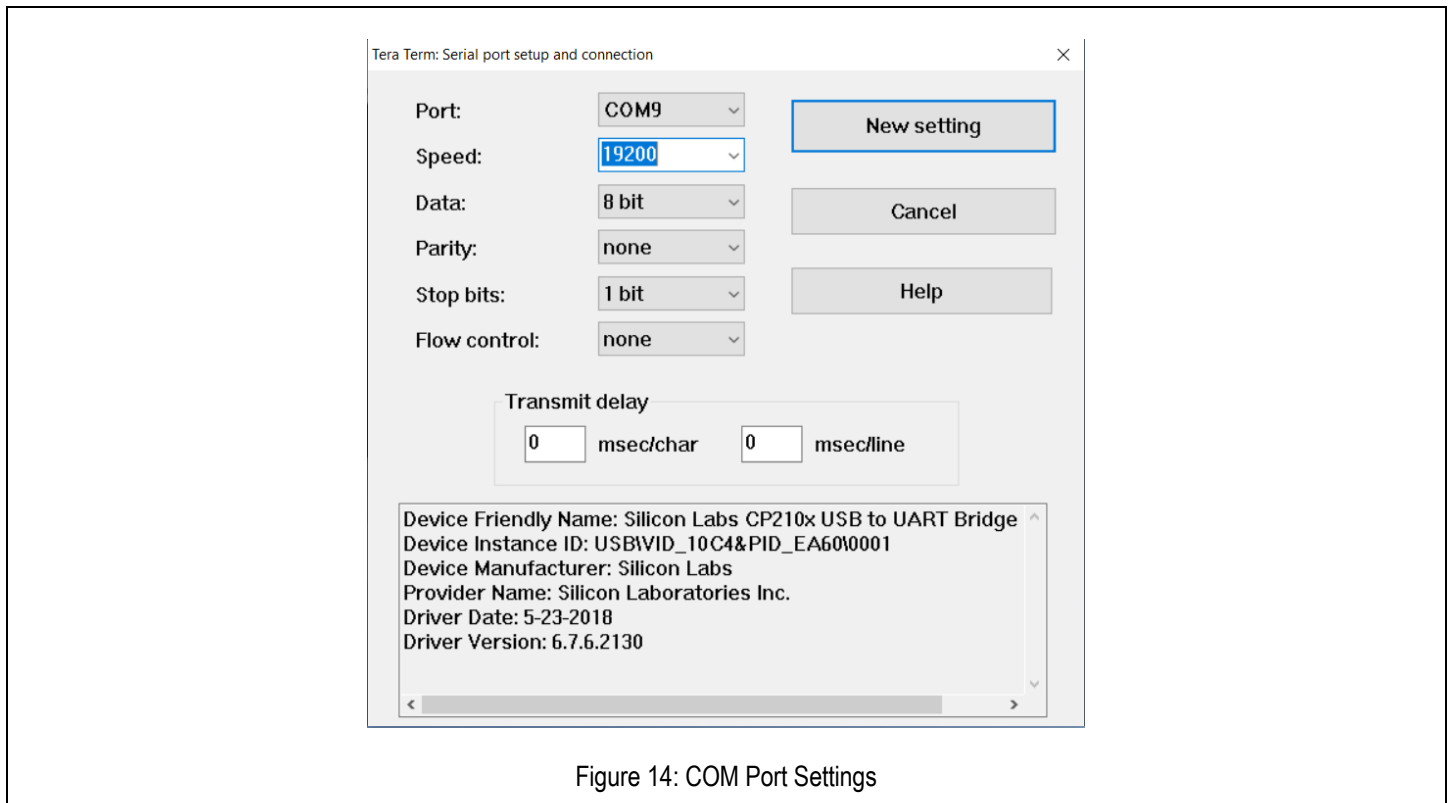 Tera Term: Serial port setup and connection
Port: COM9 New setting
Speed: 19200
Data: 8 bit Cancel
Parity: none
Stop bits: 1 bit Help
Flow control: none
Transmit delay
0 msec/char 0 msec/line
Device Friendly Name: Silicon Labs CP210x USB to UART Bridge
Device Instance ID: USB\VID_10C4&PID_EA60\0001
Device Manufacturer: Silicon Labs
Provider Name: Silicon Laboratories Inc.
Driver Date: 5-23-2018
Driver Version: 6.7.6.2130
Figure 14: COM Port Settings